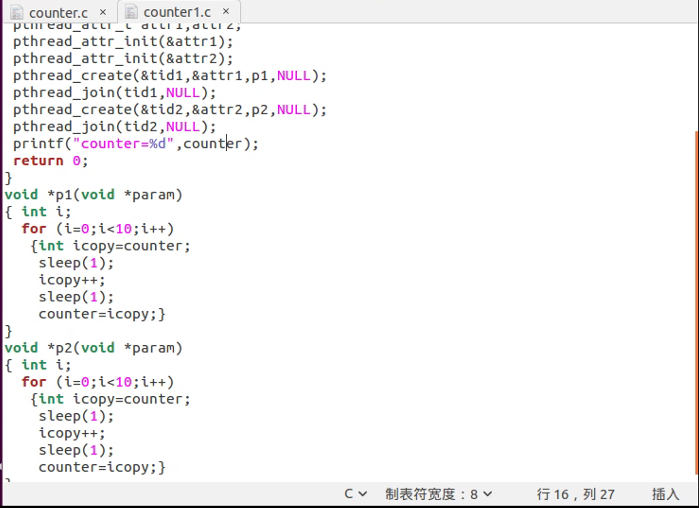 counter.c × counter1.c ×
pthread_attr_t attr1,attr2;
pthread_attr_init(&attr1);
pthread_attr_init(&attr2);
pthread_create(&tid1,&attr1,p1,NULL);
pthread_join(tid1,NULL);
pthread_create(&tid2,&attr2,p2,NULL);
pthread_join(tid2,NULL);
printf("counter=%d",counter);
return 0;
}
void *p1(void *param)
{ int i;
for (i=0;i<10;i++)
{int icopy=counter;
sleep(1);
icopy++;
sleep(1);
counter=icopy;}
}
void *p2(void *param)
{ int i;
for (i=0;i<10;i++)
{int icopy=counter;
sleep(1);
icopy++;
sleep(1);
counter=icopy;}
C 制表符宽度：8 行 16，列 27 插入